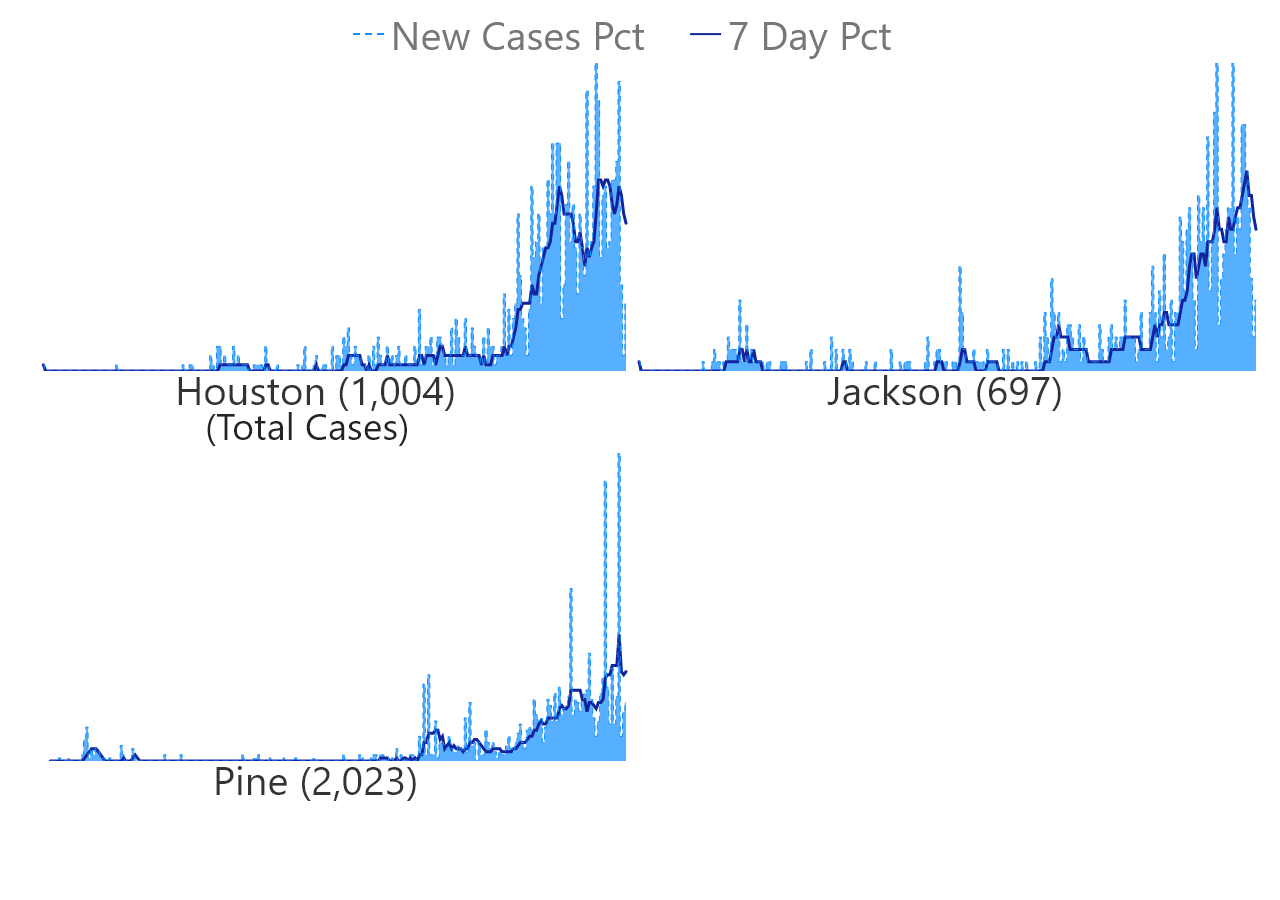 New Cases Pct 7 Day Pct
Houston (1,004)
(Total Cases)
Jackson (697)
Pine (2,023)